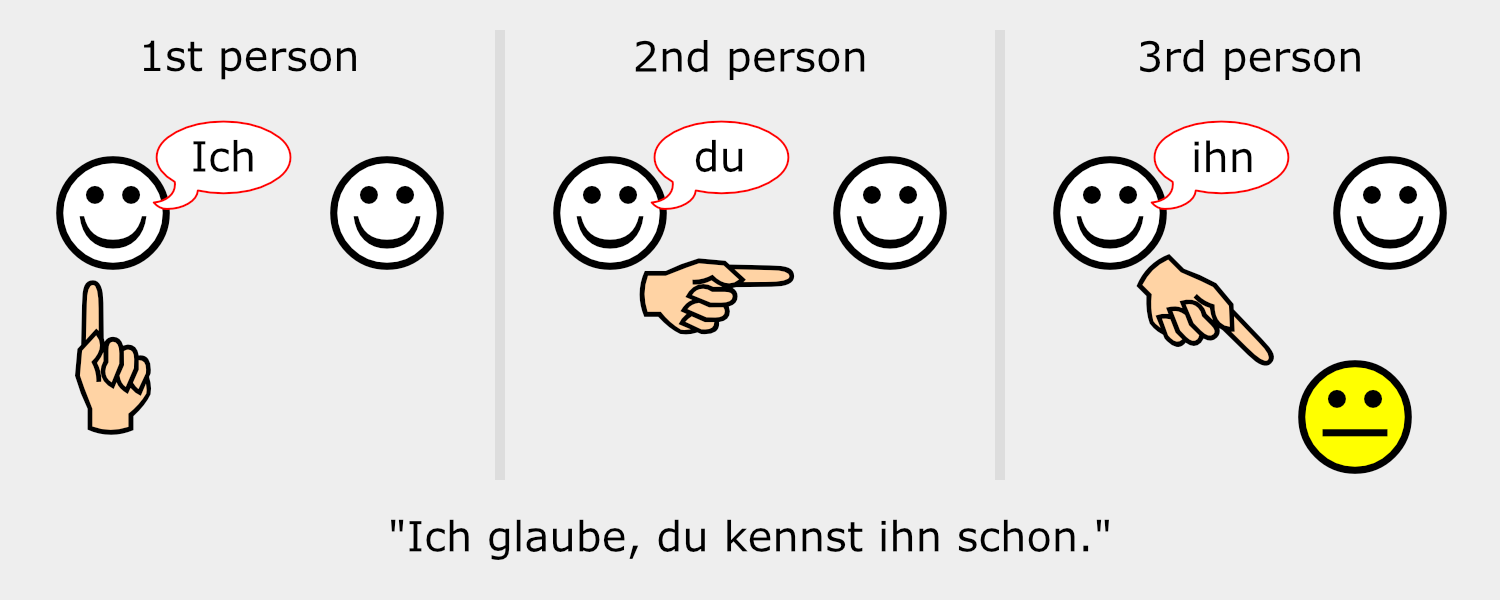 1st person
2nd person
3rd person
Ich
du
ihn
"Ich glaube, du kennst ihn schon."